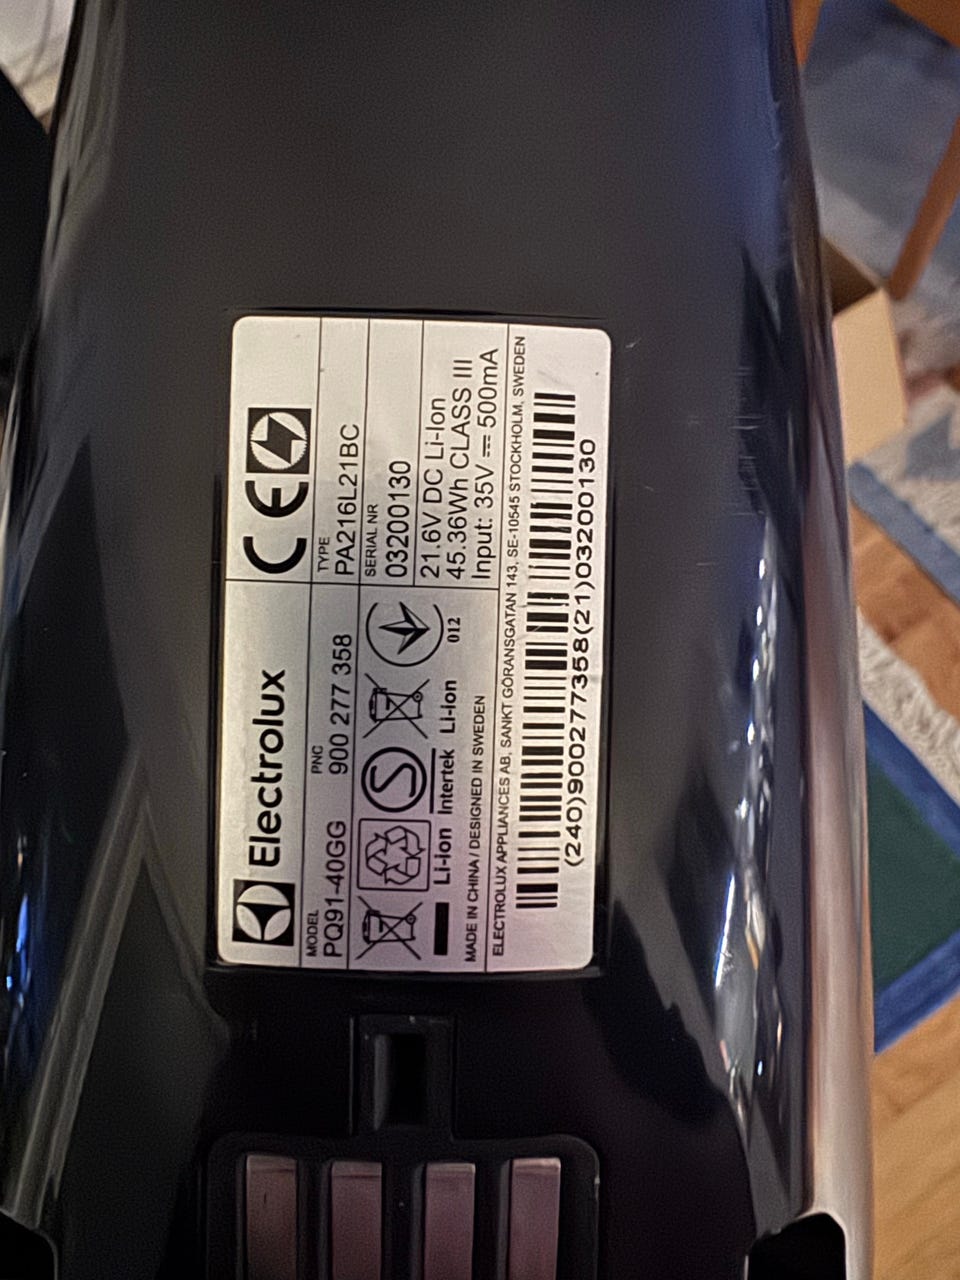 Electrolux
CE
MODEL
PQ91-40GG
PNC
900 277 358
TYPE
PA216L21BC
SERIAL NR
03200130
21.6V DC Li-Ion
45.36Wh CLASS III
Input: 35V ⎓ 500mA
S
Li-ion
Intertek
Li-ion
012
MADE IN CHINA / DESIGNED IN SWEDEN
ELECTROLUX APPLIANCES AB, SANKT GÖRANSGATAN 143, SE-10545 STOCKHOLM, SWEDEN
(240)900277358(21)03200130